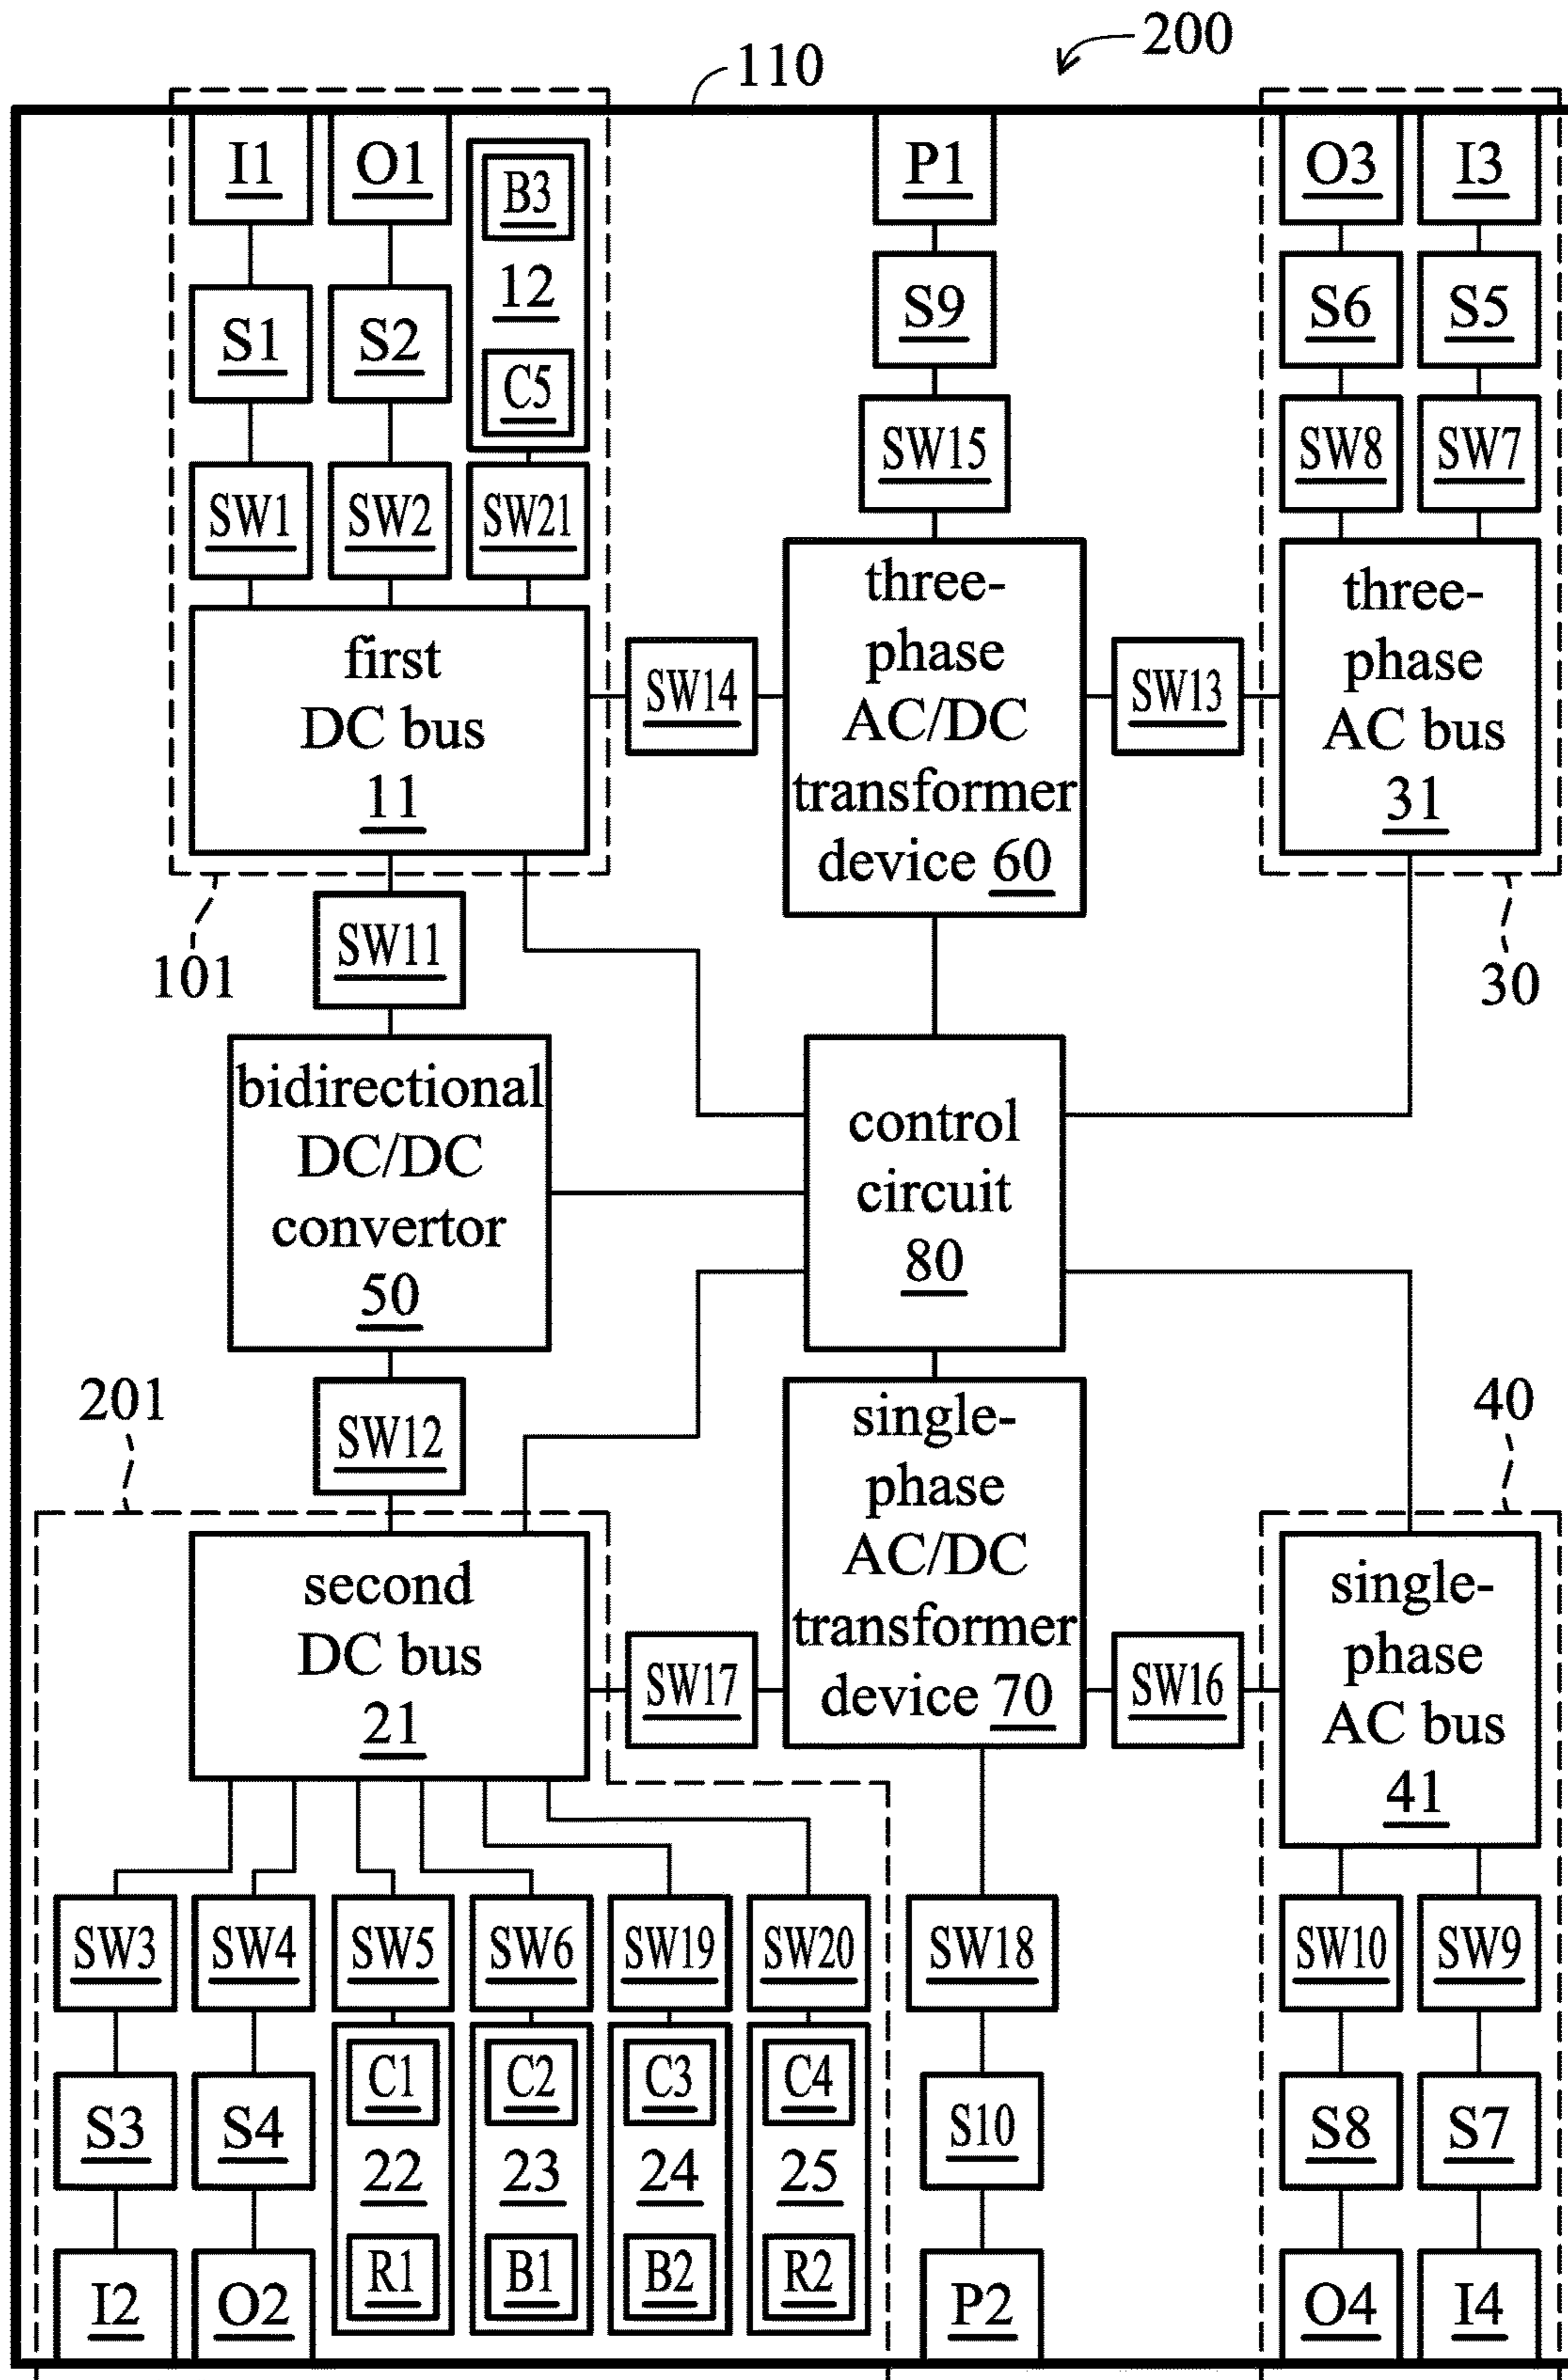 200
110
I1
O1
B3
12
C5
P1
O3
I3
S1
S2
S9
S6
S5
SW1
SW2
SW21
SW15
SW8
SW7
first
DC bus
11
SW14
three-
phase
AC/DC
transformer
device 60
SW13
three-
phase
AC bus
31
101
30
SW11
bidirectional
DC/DC
convertor
50
control
circuit
80
SW12
201
40
second
DC bus
21
SW17
single-
phase
AC/DC
transformer
device 70
SW16
single-
phase
AC bus
41
SW3
SW4
SW5
SW6
SW19
SW20
SW18
SW10
SW9
S3
S4
C1
22
R1
C2
23
B1
C3
24
B2
C4
25
R2
S10
S8
S7
I2
O2
P2
O4
I4